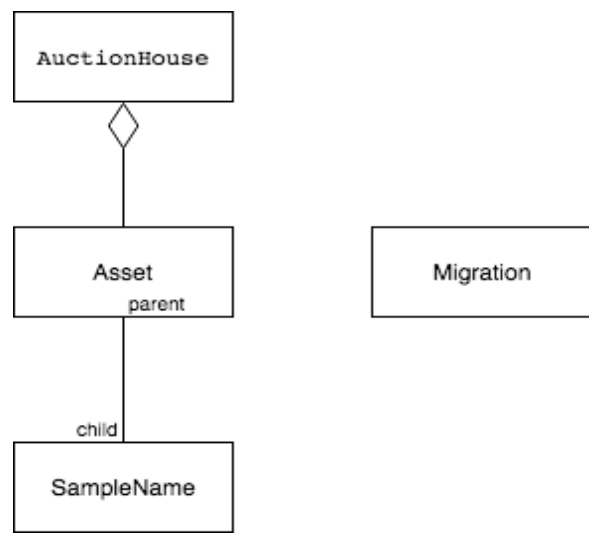 AuctionHouse
Asset
Migration
parent
child
SampleName